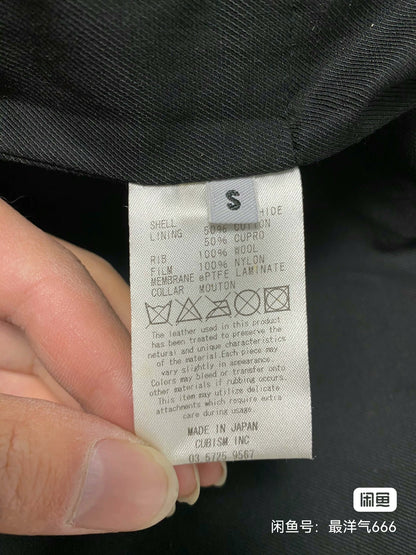 S
SHELL HIDE
LINING 50% COTTON
50% CUPRO
RIB 100% WOOL
FILM 100% NYLON
MEMBRANE ePTFE LAMINATE
COLLAR MOUTON
The leather used in this product
has been treated to preserve the
natural and unique characteristics
of the material.Each piece may
vary slightly in appearance.
Colors may bleed or transfer onto
other materials if rubbing occurs.
This item may utilize delicate
attachments which require extra
care during usage.
MADE IN JAPAN
CUBISM INC
03 5725 9567
闲鱼
闲鱼号：最洋气666